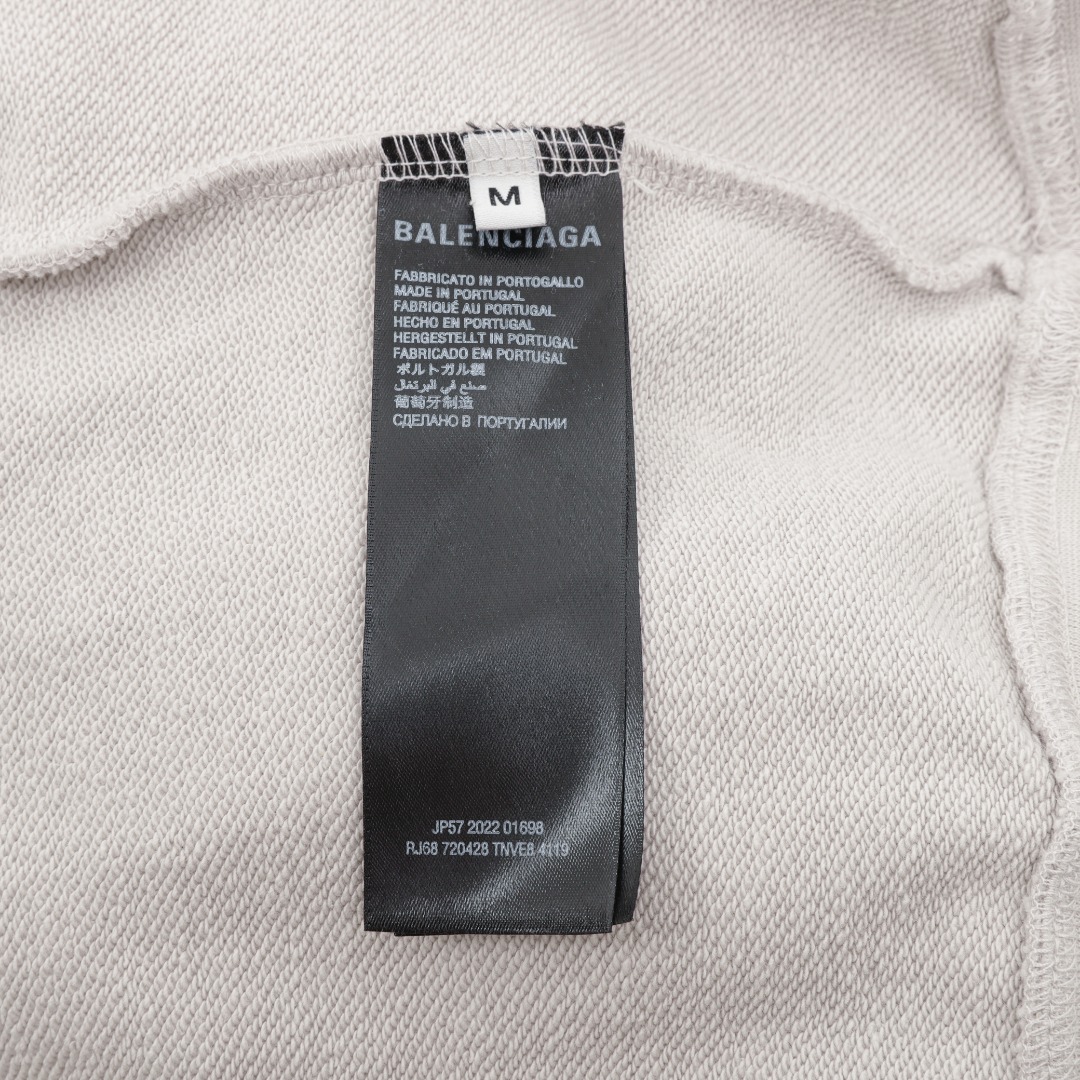 M
BALENCIAGA
FABBRICATO IN PORTOGALLO
MADE IN PORTUGAL
FABRIQUÉ AU PORTUGAL
HECHO EN PORTUGAL
HERGESTELLT IN PORTUGAL
FABRICADO EM PORTUGAL
ポルトガル製
صنع في البرتغال
葡萄牙制造
СДЕЛАНО В ПОРТУГАЛИИ
JP57 2022 01698
RJ68 720428 TNVE8 4119